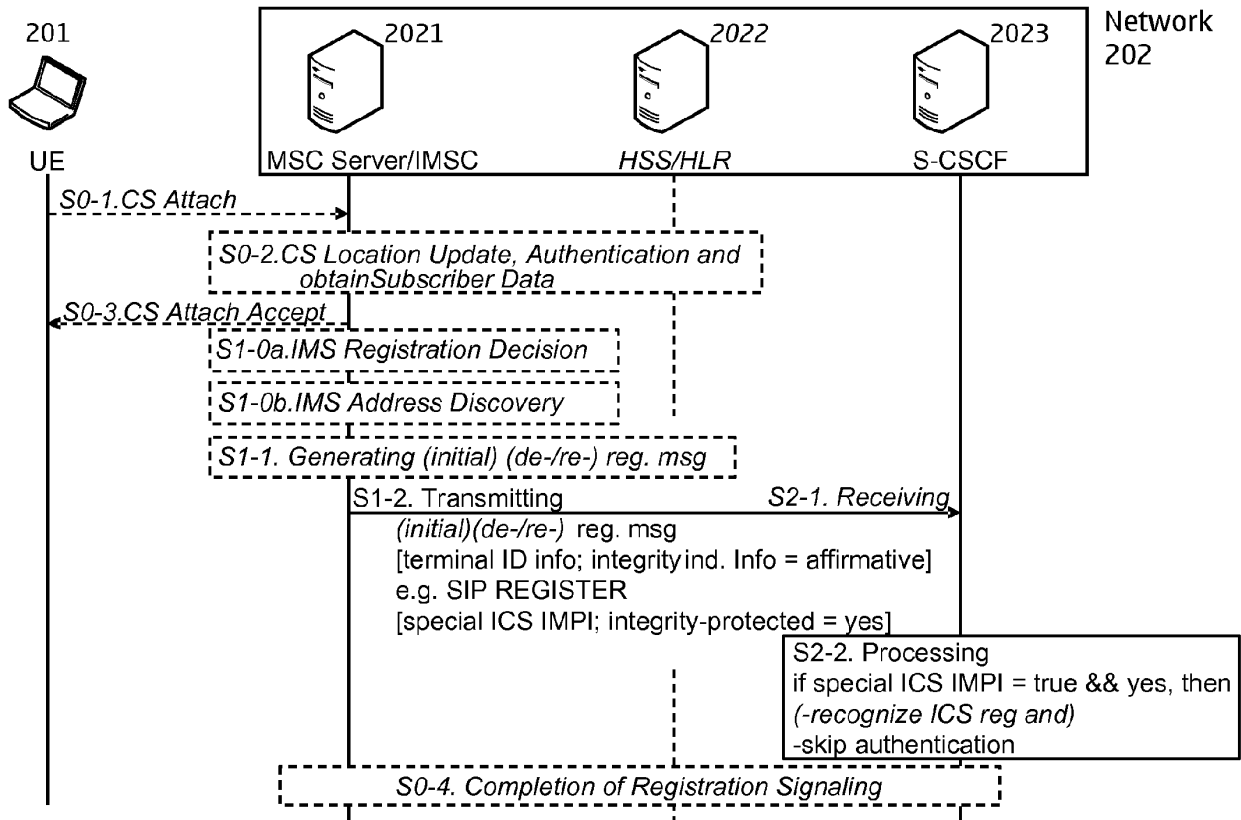 201
2021
2022
2023
Network
202
UE
MSC Server/IMSC
HSS/HLR
S-CSCF
S0-1.CS Attach
S0-2.CS Location Update, Authentication and
obtainSubscriber Data
S0-3.CS Attach Accept
S1-0a.IMS Registration Decision
S1-0b.IMS Address Discovery
S1-1. Generating (initial) (de-/re-) reg. msg
S1-2. Transmitting
S2-1. Receiving
(initial)(de-/re-) reg. msg
[terminal ID info; integrity ind. Info = affirmative]
e.g. SIP REGISTER
[special ICS IMPI; integrity-protected = yes]
S2-2. Processing
if special ICS IMPI = true && yes, then
(-recognize ICS reg and)
-skip authentication
S0-4. Completion of Registration Signaling